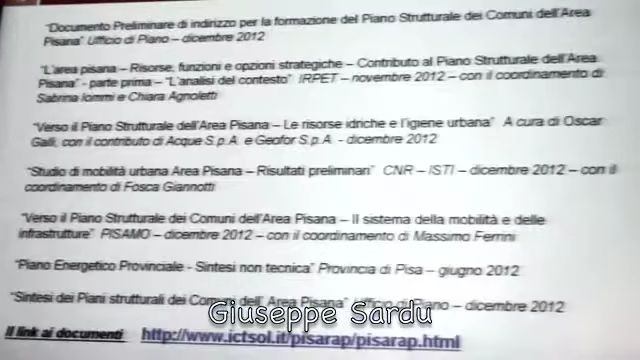 "Documento Preliminare di indirizzo per la formazione del Piano Strutturale dei Comuni dell'Area
Pisana" Ufficio di Piano – dicembre 2012
"L'area pisana – Risorse, funzioni e opzioni strategiche – Contributo al Piano Strutturale dell'Area
Pisana" - parte prima – "L'analisi del contesto" IRPET – novembre 2012 – con il coordinamento di
Sabrina Iommi e Chiara Agnoletti
"Verso il Piano Strutturale dell'Area Pisana – Le risorse idriche e l'igiene urbana" A cura di Oscar
Galli, con il contributo di Acque S.p.A. e Geofor S.p.A. - dicembre 2012
"Studio di mobilità urbana Area Pisana – Risultati preliminari" CNR – ISTI – dicembre 2012 – con il
coordinamento di Fosca Giannotti
"Verso il Piano Strutturale dei Comuni dell'Area Pisana – Il sistema della mobilità e delle
infrastrutture" PISAMO – dicembre 2012 – con il coordinamento di Massimo Ferrini
"Piano Energetico Provinciale - Sintesi non tecnica" Provincia di Pisa – giugno 2012
"Sintesi dei Piani strutturali dei Comuni dell'Area Pisana" Ufficio di Piano – dicembre 2012
Giuseppe Sardu
Il link ai documenti http://www.ictsol.it/pisarap/pisarap.html